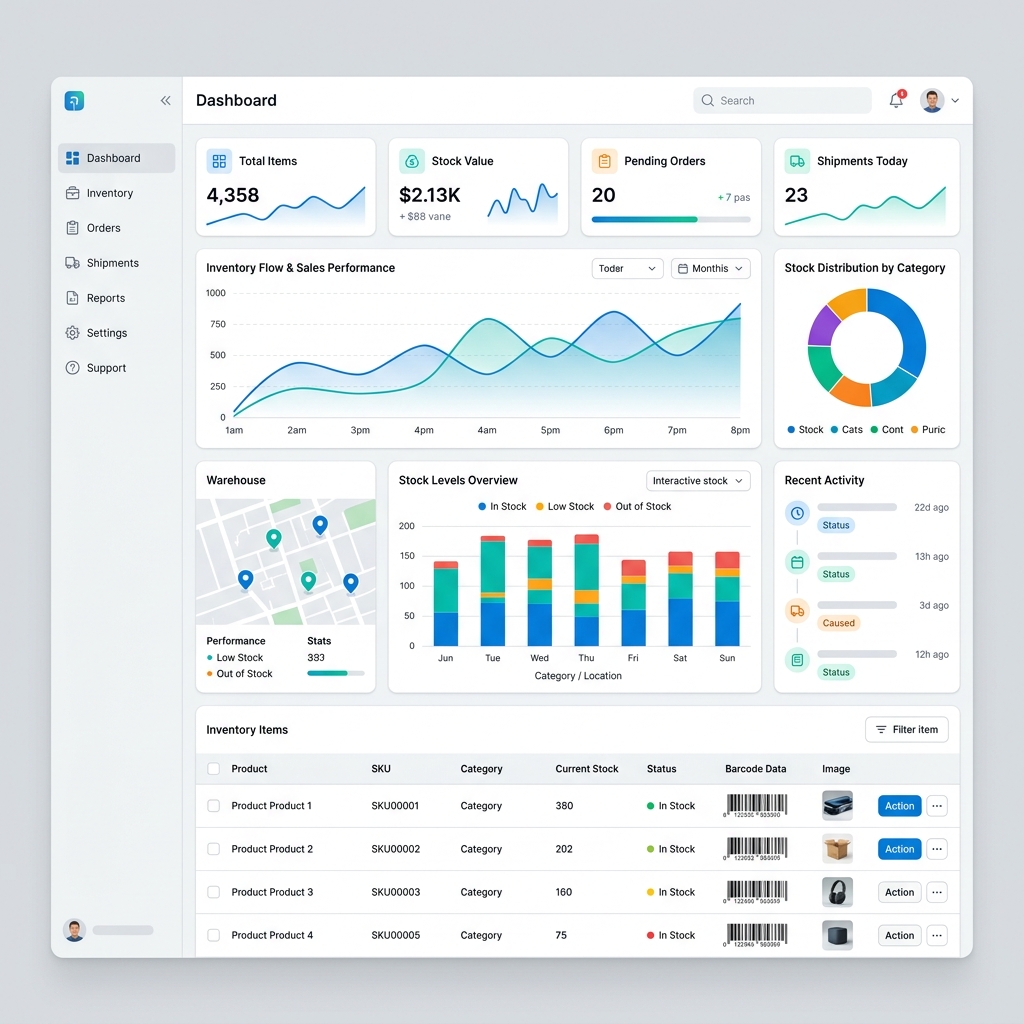 Dashboard
Search
Dashboard
Inventory
Orders
Shipments
Reports
Settings
Support
Total Items
4,358
Stock Value
$2.13K
+ $88 vane
Pending Orders
20
+ 7 pas
Shipments Today
23
Inventory Flow & Sales Performance
Monthis
1000
750
500
250
0
1am 2am 3pm 4pm 4am 5pm 6pm 7pm 8pm
Stock Distribution by Category
Stock Cats Cont Puric
Warehouse
Performance Stats
Low Stock
Out of Stock
Stock Levels Overview
Interactive stock
In Stock Low Stock Out of Stock
200
150
100
50
0
Jun Tue Wed Thu Fri Sat Sun
Category / Location
Recent Activity
22d ago
Status
13h ago
Status
3d ago
Caused
12h ago
Status
Inventory Items
Filter item
Product SKU Category Current Stock Status Barcode Data Image
Product Product 1 SKU00001 Category 380 In Stock Action
Product Product 2 SKU00002 Category 202 In Stock Action
Product Product 3 SKU00003 Category 160 In Stock Action
Product Product 4 SKU00005 Category 75 In Stock Action